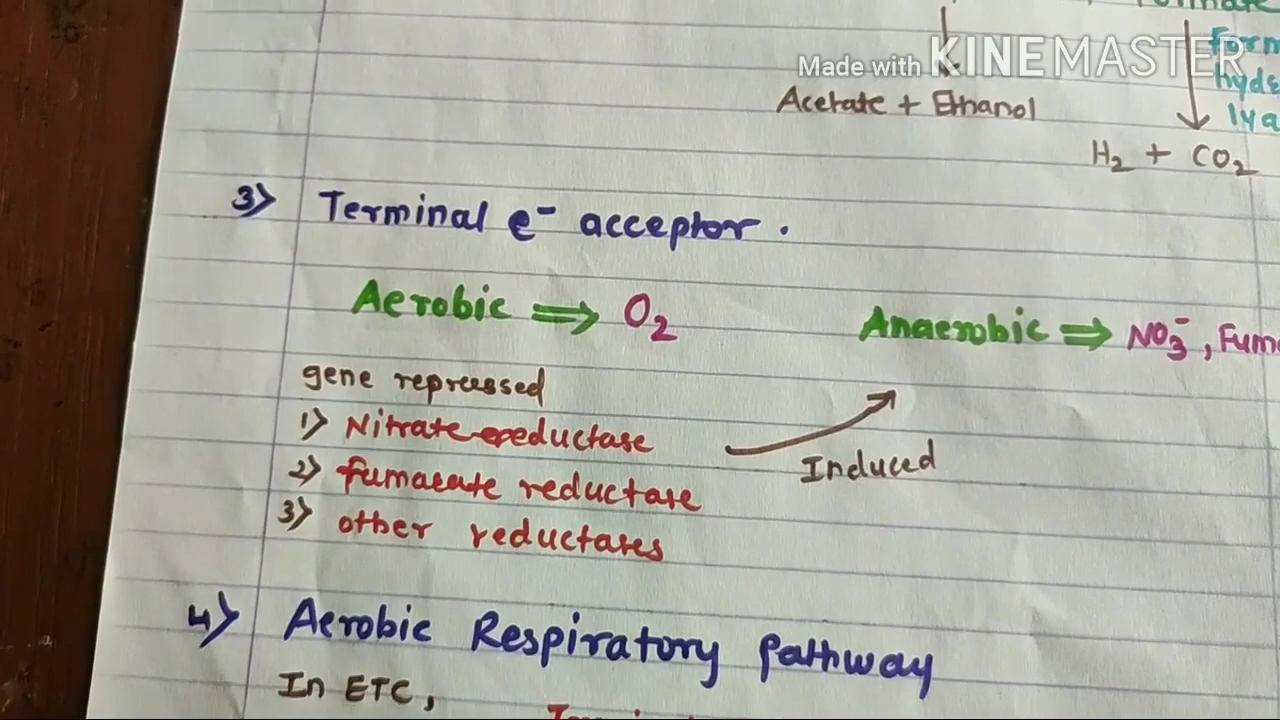 Made with KINEMASTER
Acetate + Ethanol
H₂ + CO₂
3) Terminal e⁻ acceptor.
Aerobic ⇒ O₂
Anaerobic ⇒ NO₃⁻, Fuma
gene repressed
1) Nitrate reductase
2) fumarate reductase
3) other reductases
Induced
4) Aerobic Respiratory Pathway
In ETC,